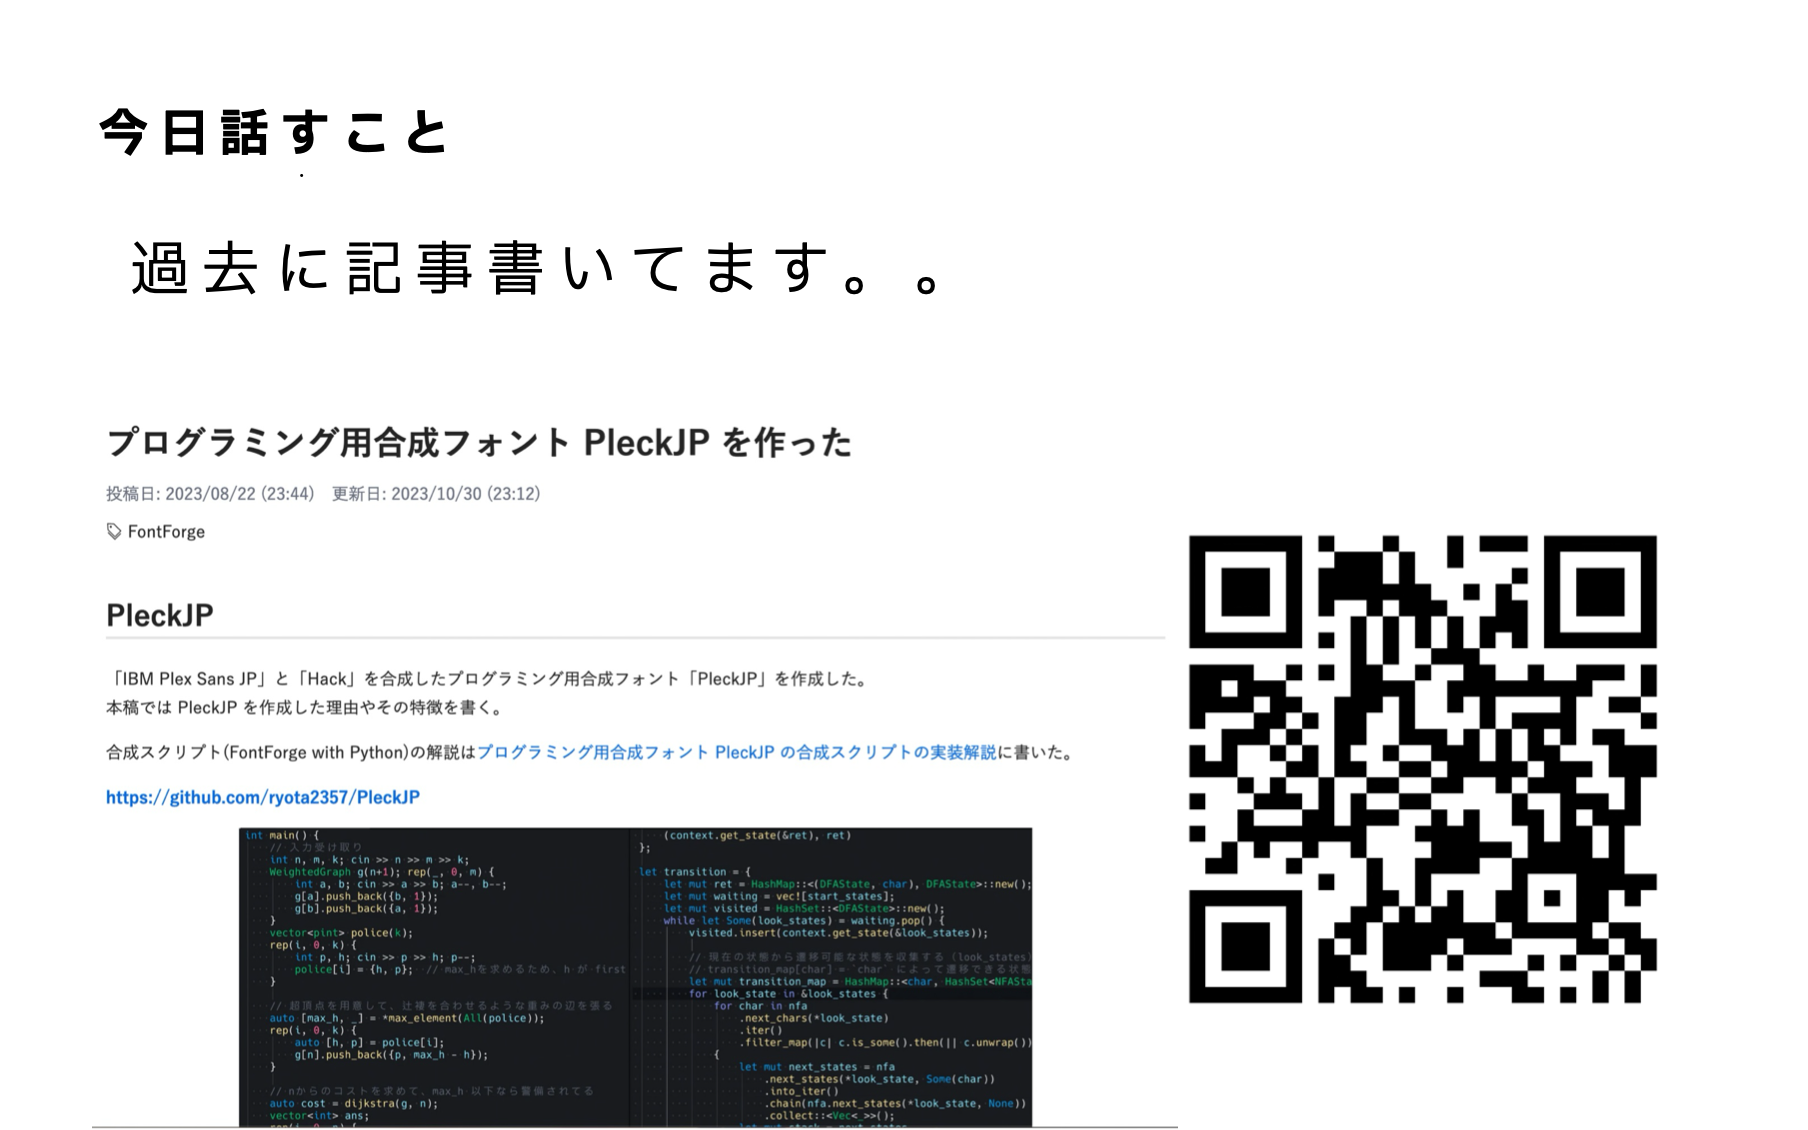 今日話すこと
過去に記事書いてます。。
プログラミング用合成フォント PleckJP を作った
投稿日: 2023/08/22 (23:44) 更新日: 2023/10/30 (23:12)
FontForge
PleckJP
「IBM Plex Sans JP」と「Hack」を合成したプログラミング用合成フォント「PleckJP」を作成した。
本稿では PleckJP を作成した理由やその特徴を書く。
合成スクリプト(FontForge with Python)の解説はプログラミング用合成フォント PleckJP の合成スクリプトの実装解説に書いた。
https://github.com/ryota2357/PleckJP
int main() {
// 入力受け取り
int n, m, k; cin >> n >> m >> k;
WeightedGraph g(n+1); rep(_, 0, m) {
int a, b; cin >> a >> b; a--, b--;
g[a].push_back({b, 1});
g[b].push_back({a, 1});
}
vector<pint> police(k);
rep(i, 0, k) {
int p, h; cin >> p >> h; p--;
police[i] = {h, p}; // max_hを求めるため、h が first
}
// 超頂点を用意して、辻褄を合わせるような重みの辺を張る
auto [max_h, _] = *max_element(All(police));
rep(i, 0, k) {
auto [h, p] = police[i];
g[n].push_back({p, max_h - h});
}
// nからのコストを求めて、max_h 以下なら警備されてる
auto cost = dijkstra(g, n);
vector<int> ans;
(context.get_state(&ret), ret)
};
let transition = {
let mut ret = HashMap::<(DFAState, char), DFAState>::new();
let mut waiting = vec![start_states];
let mut visited = HashSet::<DFAState>::new();
while let Some(look_states) = waiting.pop() {
visited.insert(context.get_state(&look_states));
// 現在の状態から遷移可能な状態を収集する (look_states)
// transition_map[char] = `char` によって遷移できる状態
let mut transition_map = HashMap::<char, HashSet<NFASta
for look_state in &look_states {
for char in nfa
.next_chars(*look_state)
.iter()
.filter_map(|c| c.is_some().then(|| c.unwrap())
{
let mut next_states = nfa
.next_states(*look_state, Some(char))
.into_iter()
.chain(nfa.next_states(*look_state, None))
.collect::<Vec<_>>();